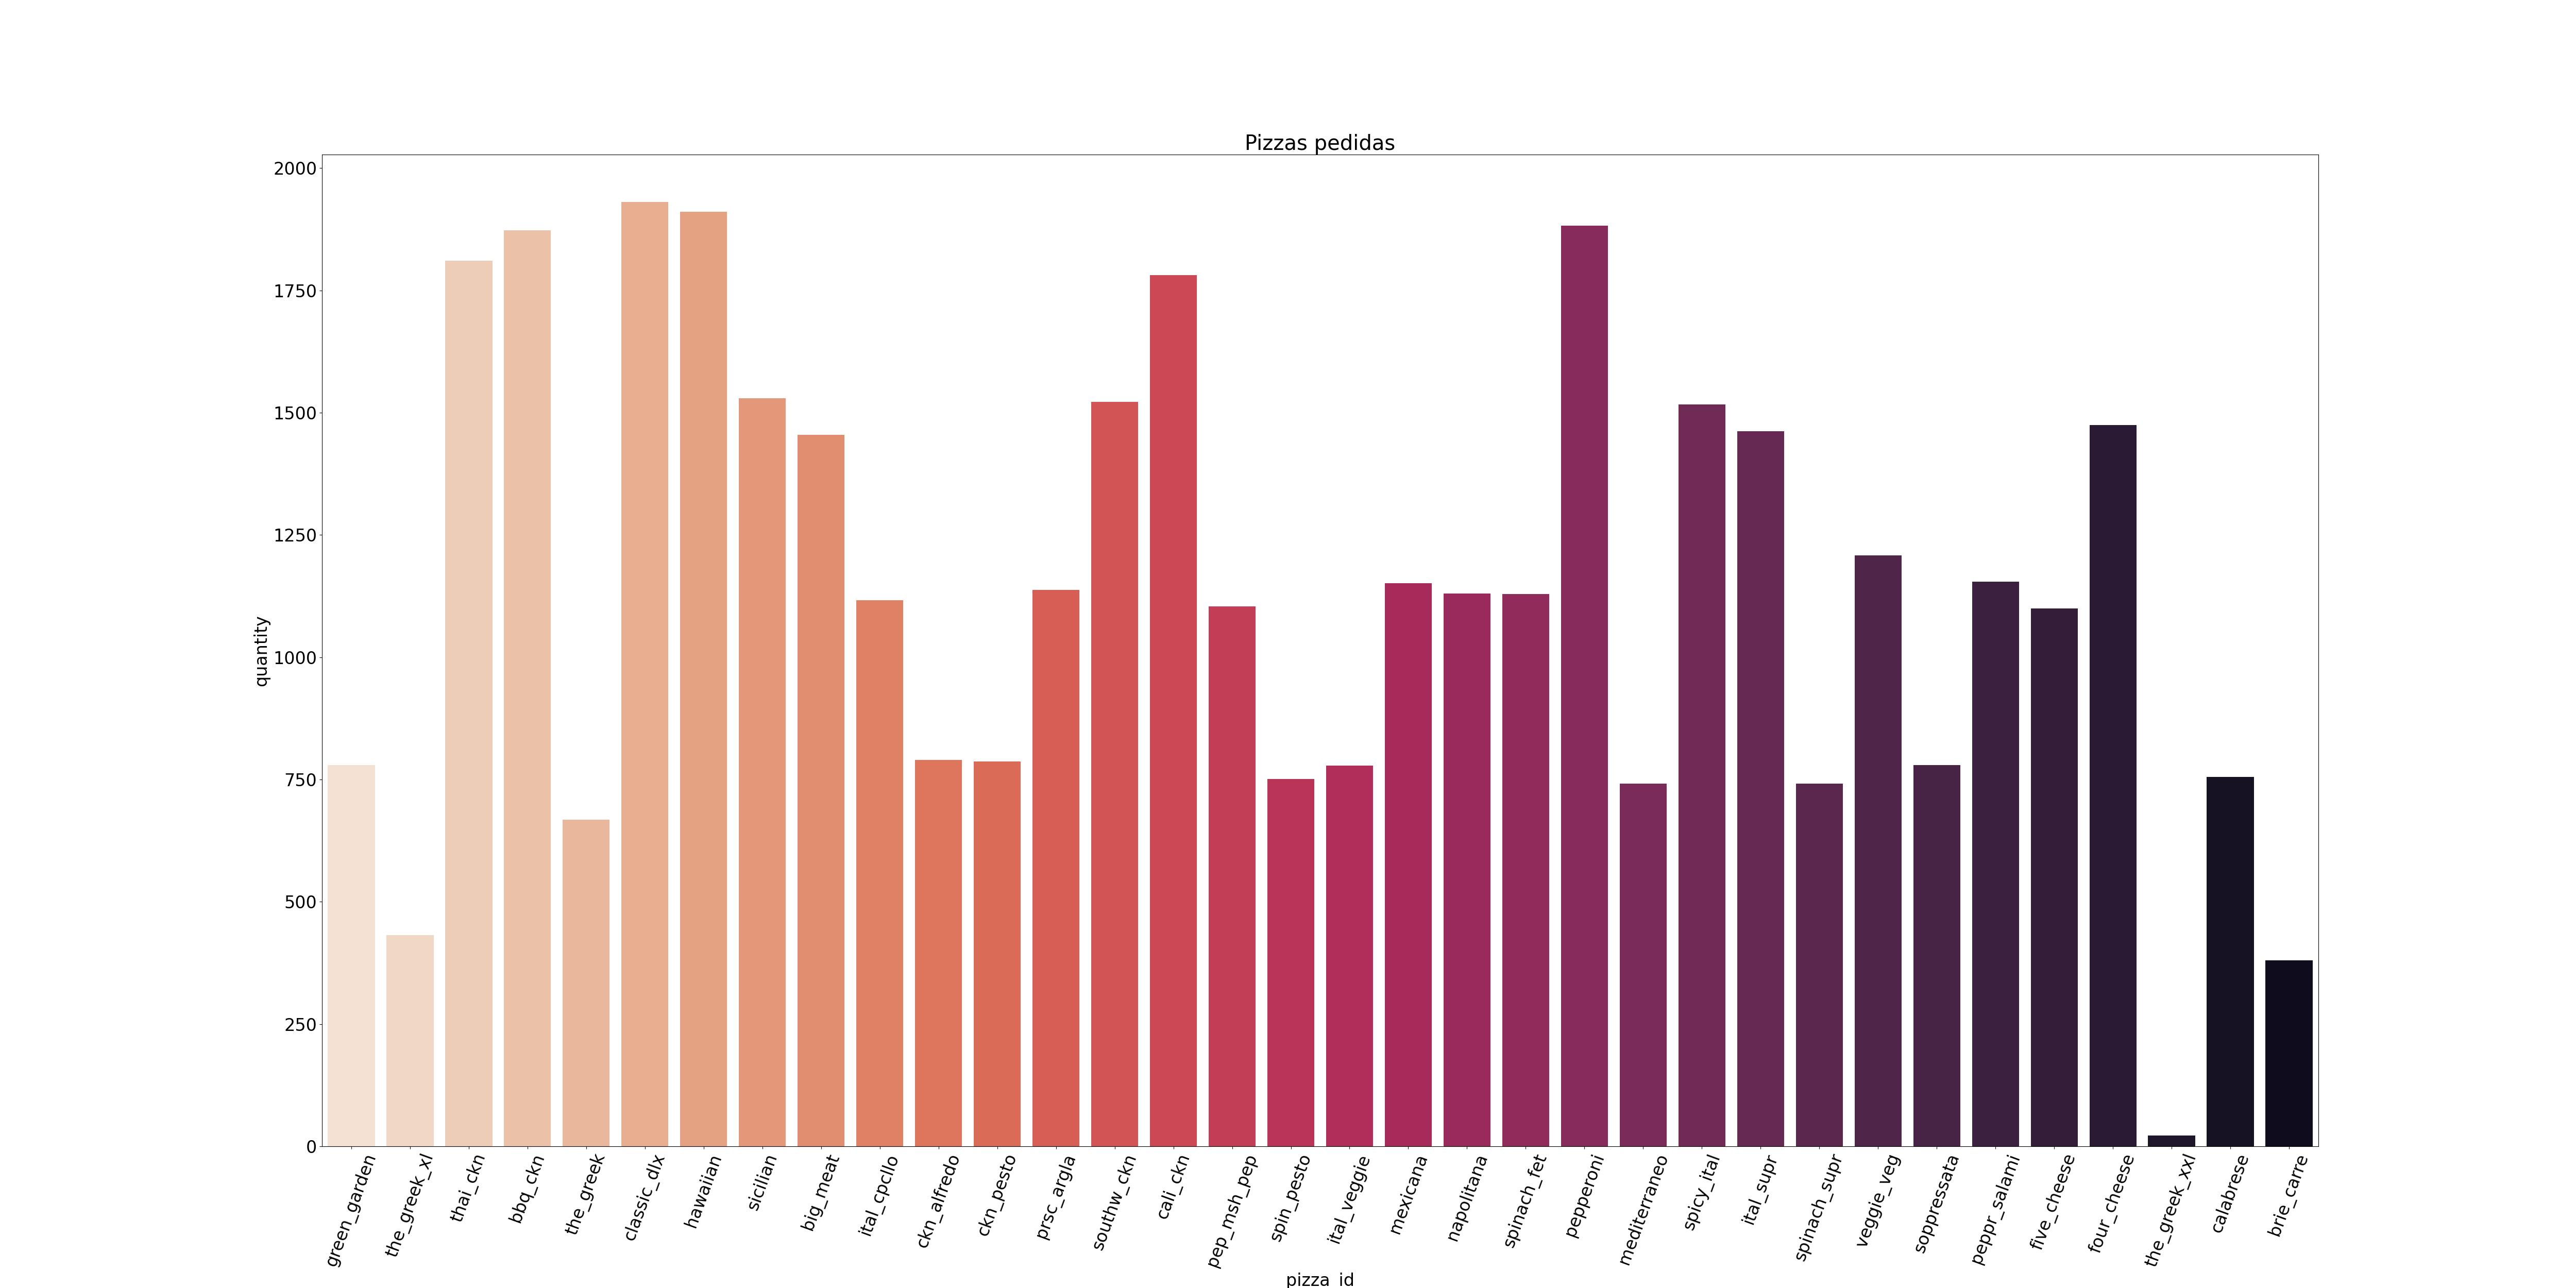 Pizzas pedidas
2000
1750
1500
1250
1000
750
500
250
0
quantity
green_garden
the_greek_xl
thai_ckn
bbq_ckn
the_greek
classic_dlx
hawaiian
sicilian
big_meat
ital_cpcllo
ckn_alfredo
ckn_pesto
prsc_argla
southw_ckn
cali_ckn
pep_msh_pep
spin_pesto
ital_veggie
mexicana
napolitana
spinach_fet
pepperoni
mediterraneo
spicy_ital
ital_supr
spinach_supr
veggie_veg
soppressata
peppr_salami
five_cheese
four_cheese
the_greek_xxl
calabrese
brie_carre
pizza_id